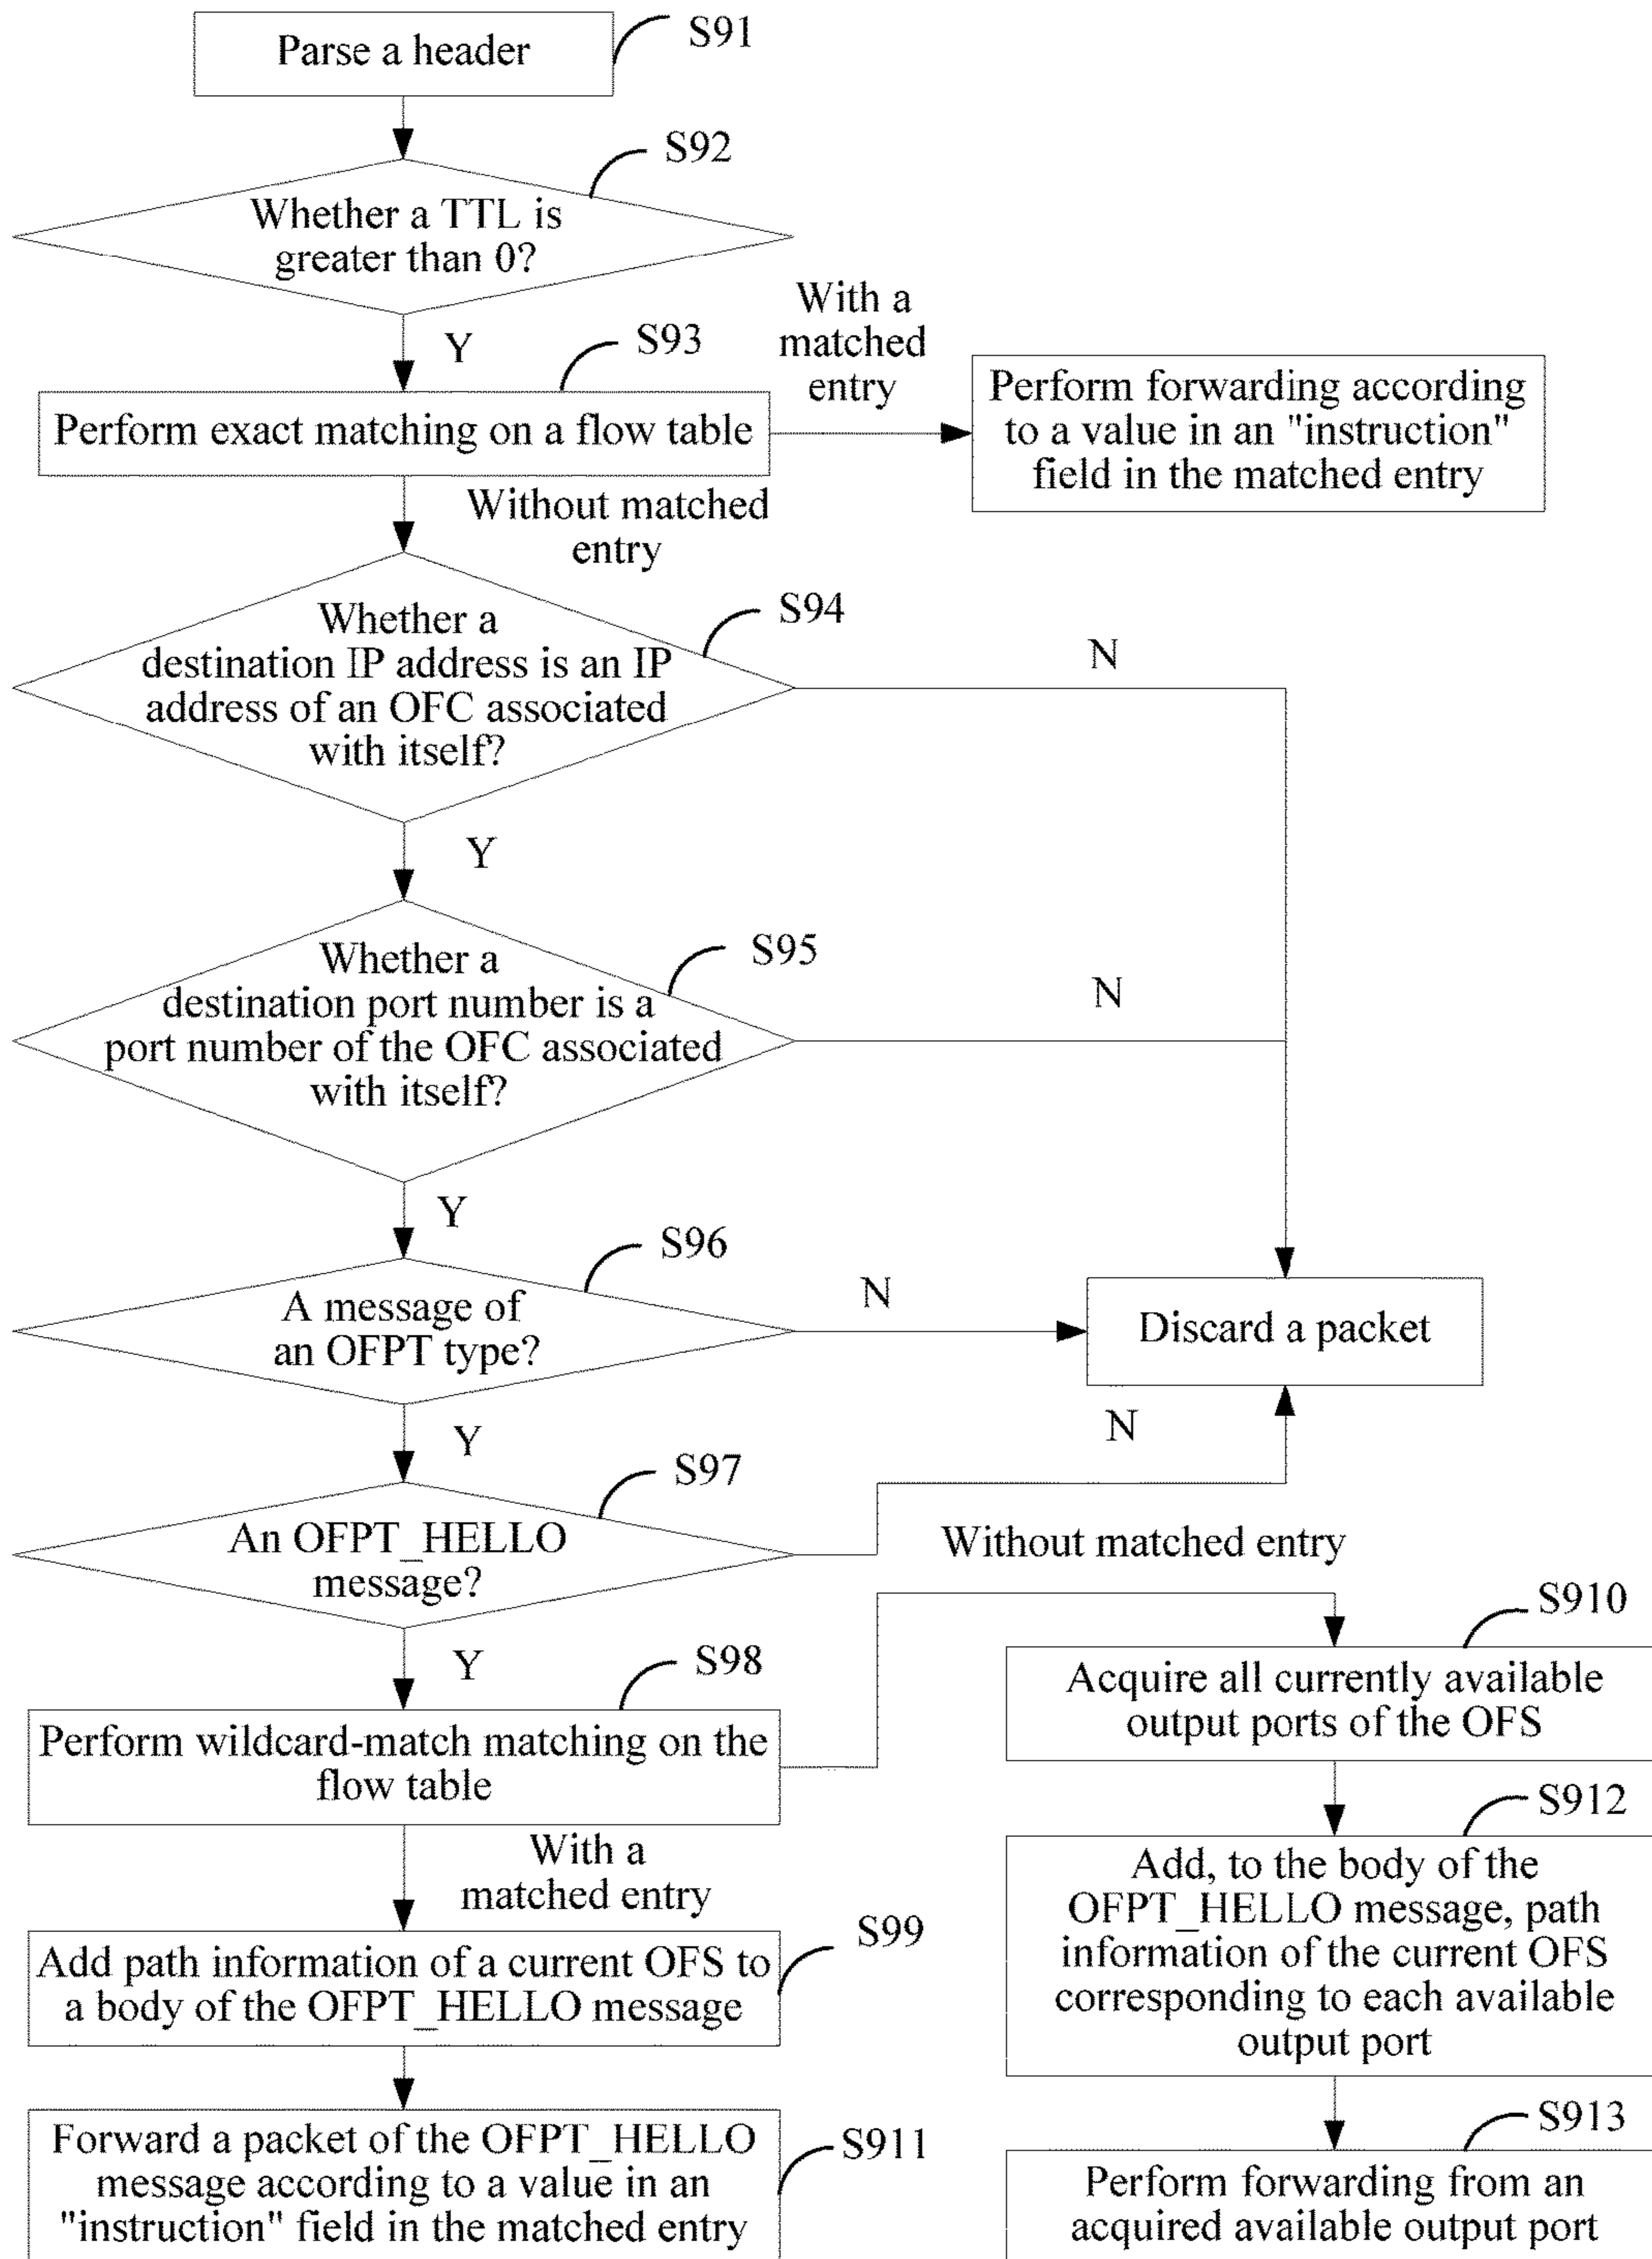 Parse a header
S91
S92
Whether a TTL is
greater than 0?
Y
S93
With a
matched
entry
Perform exact matching on a flow table
Perform forwarding according
to a value in an "instruction"
field in the matched entry
Without matched
entry
S94
Whether a
destination IP address is an IP
address of an OFC associated
with itself?
N
Y
S95
Whether a
destination port number is a
port number of the OFC associated
with itself?
N
Y
S96
A message of
an OFPT type?
N
Discard a packet
Y
N
S97
An OFPT_HELLO
message?
Without matched entry
Y
S98
Perform wildcard-match matching on the
flow table
S910
Acquire all currently available
output ports of the OFS
With a
matched entry
S912
Add, to the body of the
OFPT_HELLO message, path
information of the current OFS
corresponding to each available
output port
S99
Add path information of a current OFS to
a body of the OFPT_HELLO message
S911
Forward a packet of the OFPT_HELLO
message according to a value in an
"instruction" field in the matched entry
S913
Perform forwarding from an
acquired available output port